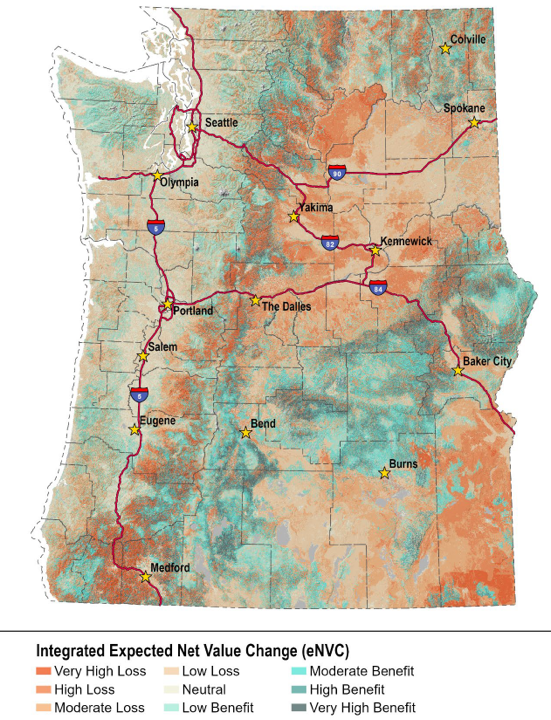 Colville
Spokane
Seattle
90
Olympia
Yakima
5
82
Kennewick
84
Portland
The Dalles
Salem
Baker City
5
Eugene
Bend
Burns
Medford
Integrated Expected Net Value Change (eNVC)
Very High Loss
Low Loss
Moderate Benefit
High Loss
Neutral
High Benefit
Moderate Loss
Low Benefit
Very High Benefit